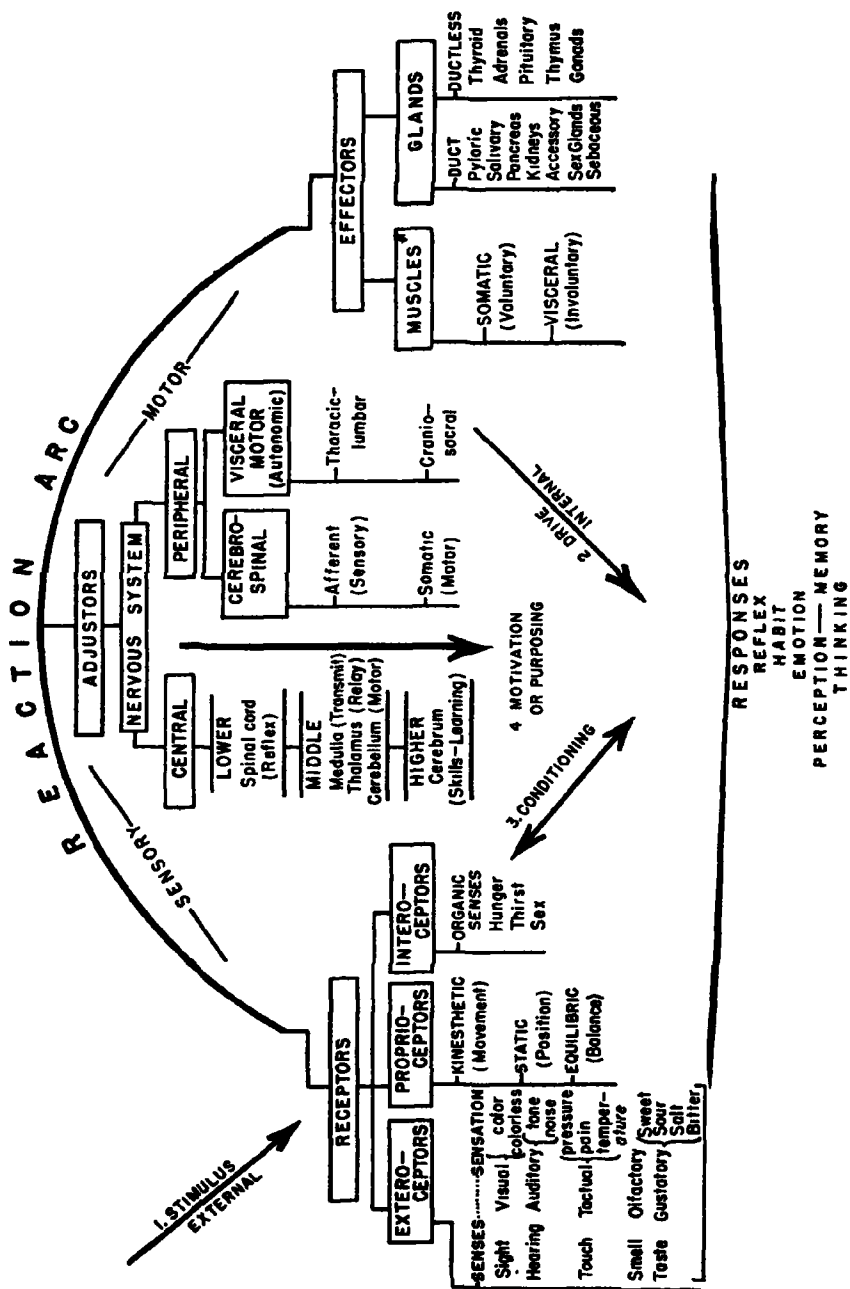 REACTION ARC
SENSORY
MOTOR
1. STIMULUS
EXTERNAL
RECEPTORS
EXTERO-
CEPTORS
SENSES..........SENSATION
Sight Visual { color
colorless
Hearing Auditory { tone
noise
Touch Tactual { pressure
pain
temper-
ature
Smell Olfactory
Taste Gustatory { Sweet
Sour
Salt
Bitter
PROPRIO-
CEPTORS
KINESTHETIC
(Movement)
STATIC
(Position)
EQUILIBRIC
(Balance)
INTERO-
CEPTORS
ORGANIC
SENSES
Hunger
Thirst
Sex
ADJUSTORS
NERVOUS SYSTEM
CENTRAL
LOWER
Spinal cord
(Reflex)
MIDDLE
Medulla (Transmit)
Thalamus (Relay)
Cerebellum (Motor)
HIGHER
Cerebrum
(Skills-Learning)
PERIPHERAL
CEREBRO-
SPINAL
Afferent
(Sensory)
Somatic
(Motor)
VISCERAL
MOTOR
(Autonomic)
Thoracic-
lumbar
Cranio-
sacral
EFFECTORS
MUSCLES
SOMATIC
(Voluntary)
VISCERAL
(Involuntary)
GLANDS
DUCT
Pyloric
Salivary
Pancreas
Kidneys
Accessory
Sex Glands
Sebaceous
DUCTLESS
Thyroid
Adrenals
Pituitary
Thymus
Gonads
3. CONDITIONING
4 MOTIVATION
OR PURPOSING
2 DRIVE
INTERNAL
RESPONSES
REFLEX
HABIT
EMOTION
PERCEPTION—MEMORY
THINKING